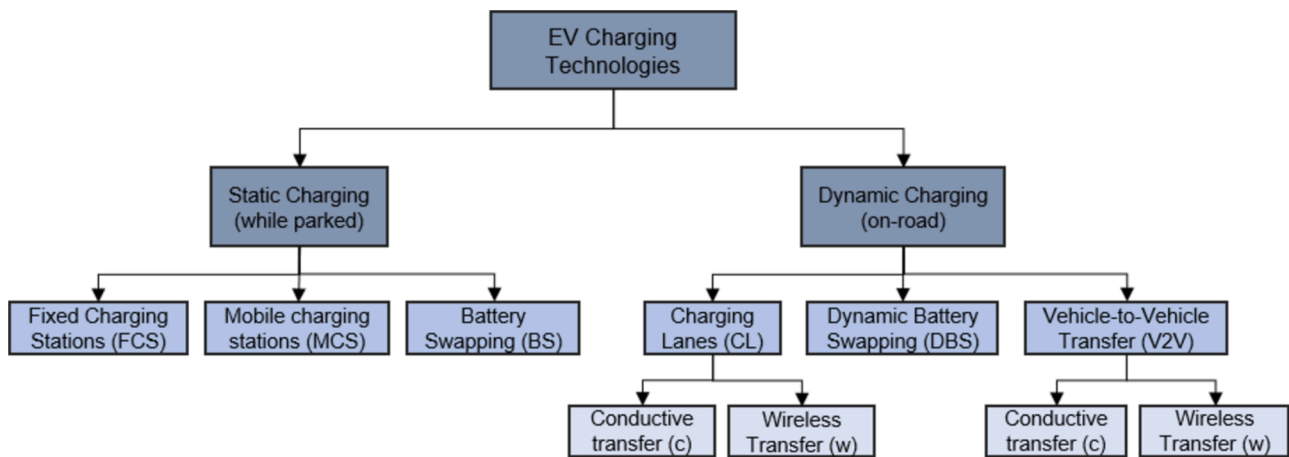 EV Charging
Technologies
Static Charging
(while parked)
Dynamic Charging
(on-road)
Fixed Charging
Stations (FCS)
Mobile charging
stations (MCS)
Battery
Swapping (BS)
Charging
Lanes (CL)
Dynamic Battery
Swapping (DBS)
Vehicle-to-Vehicle
Transfer (V2V)
Conductive
transfer (c)
Wireless
Transfer (w)
Conductive
transfer (c)
Wireless
Transfer (w)